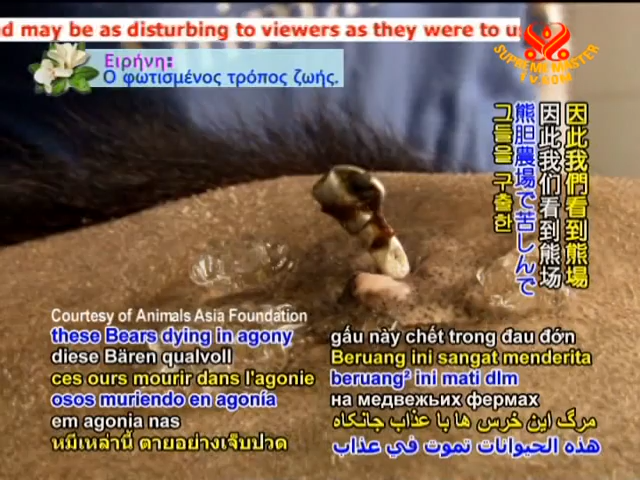 d may be as disturbing to viewers as they were to us
SUPREME MASTER
TV.COM
Ειρήνη:
Ο φωτισμένος τρόπος ζωής.
因此我們看到熊場
因此我们看到熊场
熊胆農場で苦しんで
그들을 구출한
Courtesy of Animals Asia Foundation
these Bears dying in agony
diese Bären qualvoll
ces ours mourir dans l'agonie
osos muriendo en agonía
em agonia nas
หมีเหล่านี้ ตายอย่างเจ็บปวด
gấu này chết trong đau đớn
Beruang ini sangat menderita
beruang² ini mati dlm
на медвежьих фермах
مرگ این خرس ها با عذاب جانکاه
هذه الحيوانات تموت في عذاب